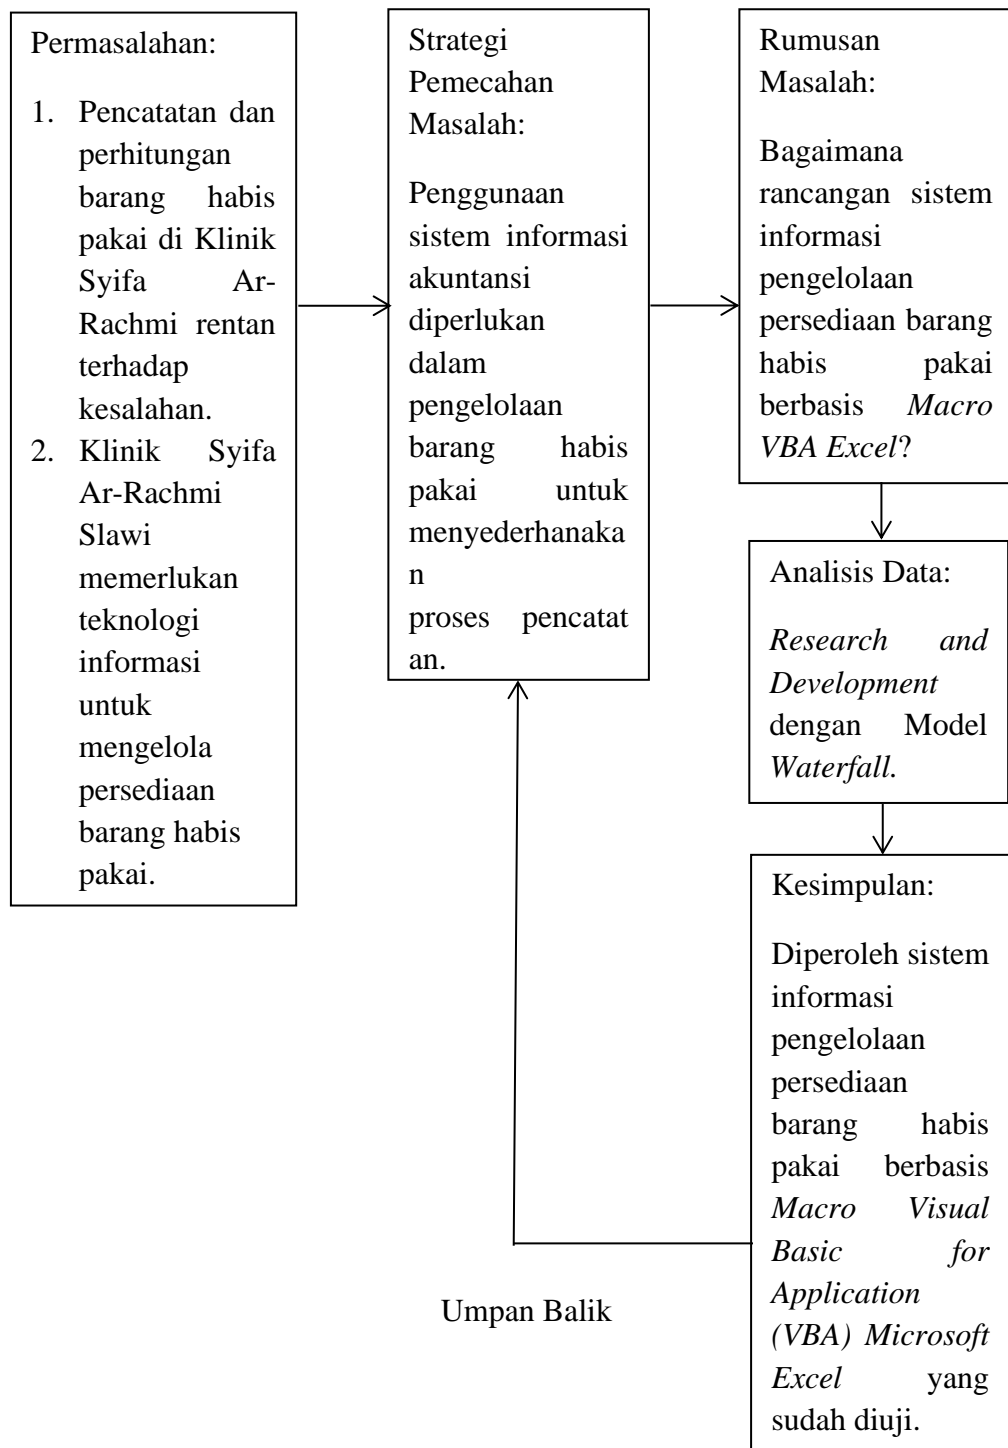 Permasalahan:
1. Pencatatan dan
perhitungan
barang habis
pakai di Klinik
Syifa Ar-
Rachmi rentan
terhadap
kesalahan.
2. Klinik Syifa
Ar-Rachmi
Slawi
memerlukan
teknologi
informasi
untuk
mengelola
persediaan
barang habis
pakai.
Strategi
Pemecahan
Masalah:
Penggunaan
sistem informasi
akuntansi
diperlukan
dalam
pengelolaan
barang habis
pakai untuk
menyederhanaka
n
proses pencatat
an.
Rumusan
Masalah:
Bagaimana
rancangan sistem
informasi
pengelolaan
persediaan barang
habis pakai
berbasis Macro
VBA Excel?
Analisis Data:
Research and
Development
dengan Model
Waterfall.
Kesimpulan:
Diperoleh sistem
informasi
pengelolaan
persediaan
barang habis
pakai berbasis
Macro Visual
Basic for
Application
(VBA) Microsoft
Excel yang
sudah diuji.
Umpan Balik